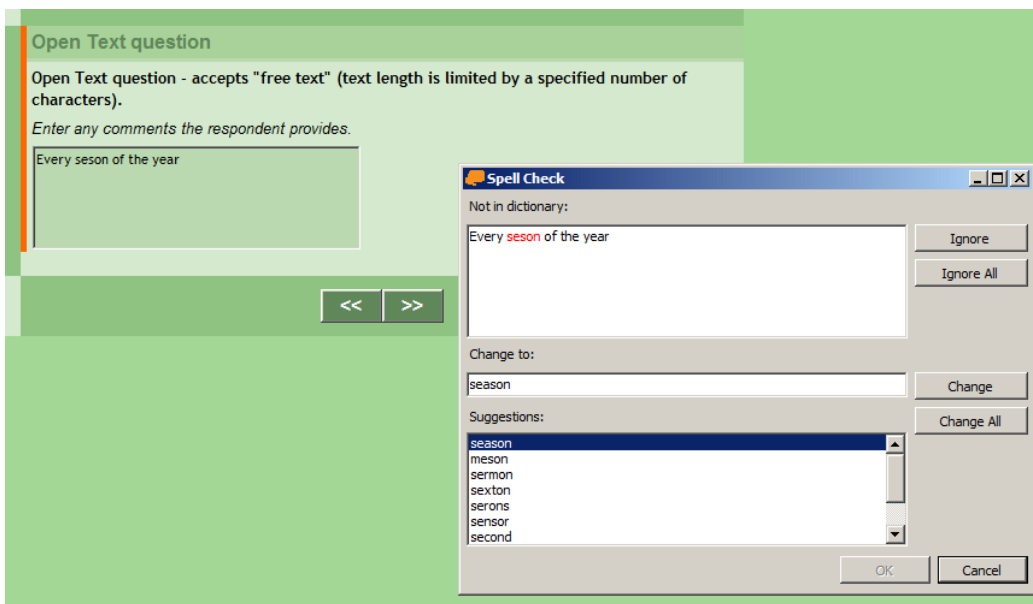 Open Text question
Open Text question - accepts "free text" (text length is limited by a specified number of
characters).
Enter any comments the respondent provides.
Every seson of the year
<< >>
Spell Check
Not in dictionary:
Every seson of the year
Ignore
Ignore All
Change to:
season
Change
Suggestions:
Change All
season
meson
sermon
sexton
serons
sensor
second
OK Cancel